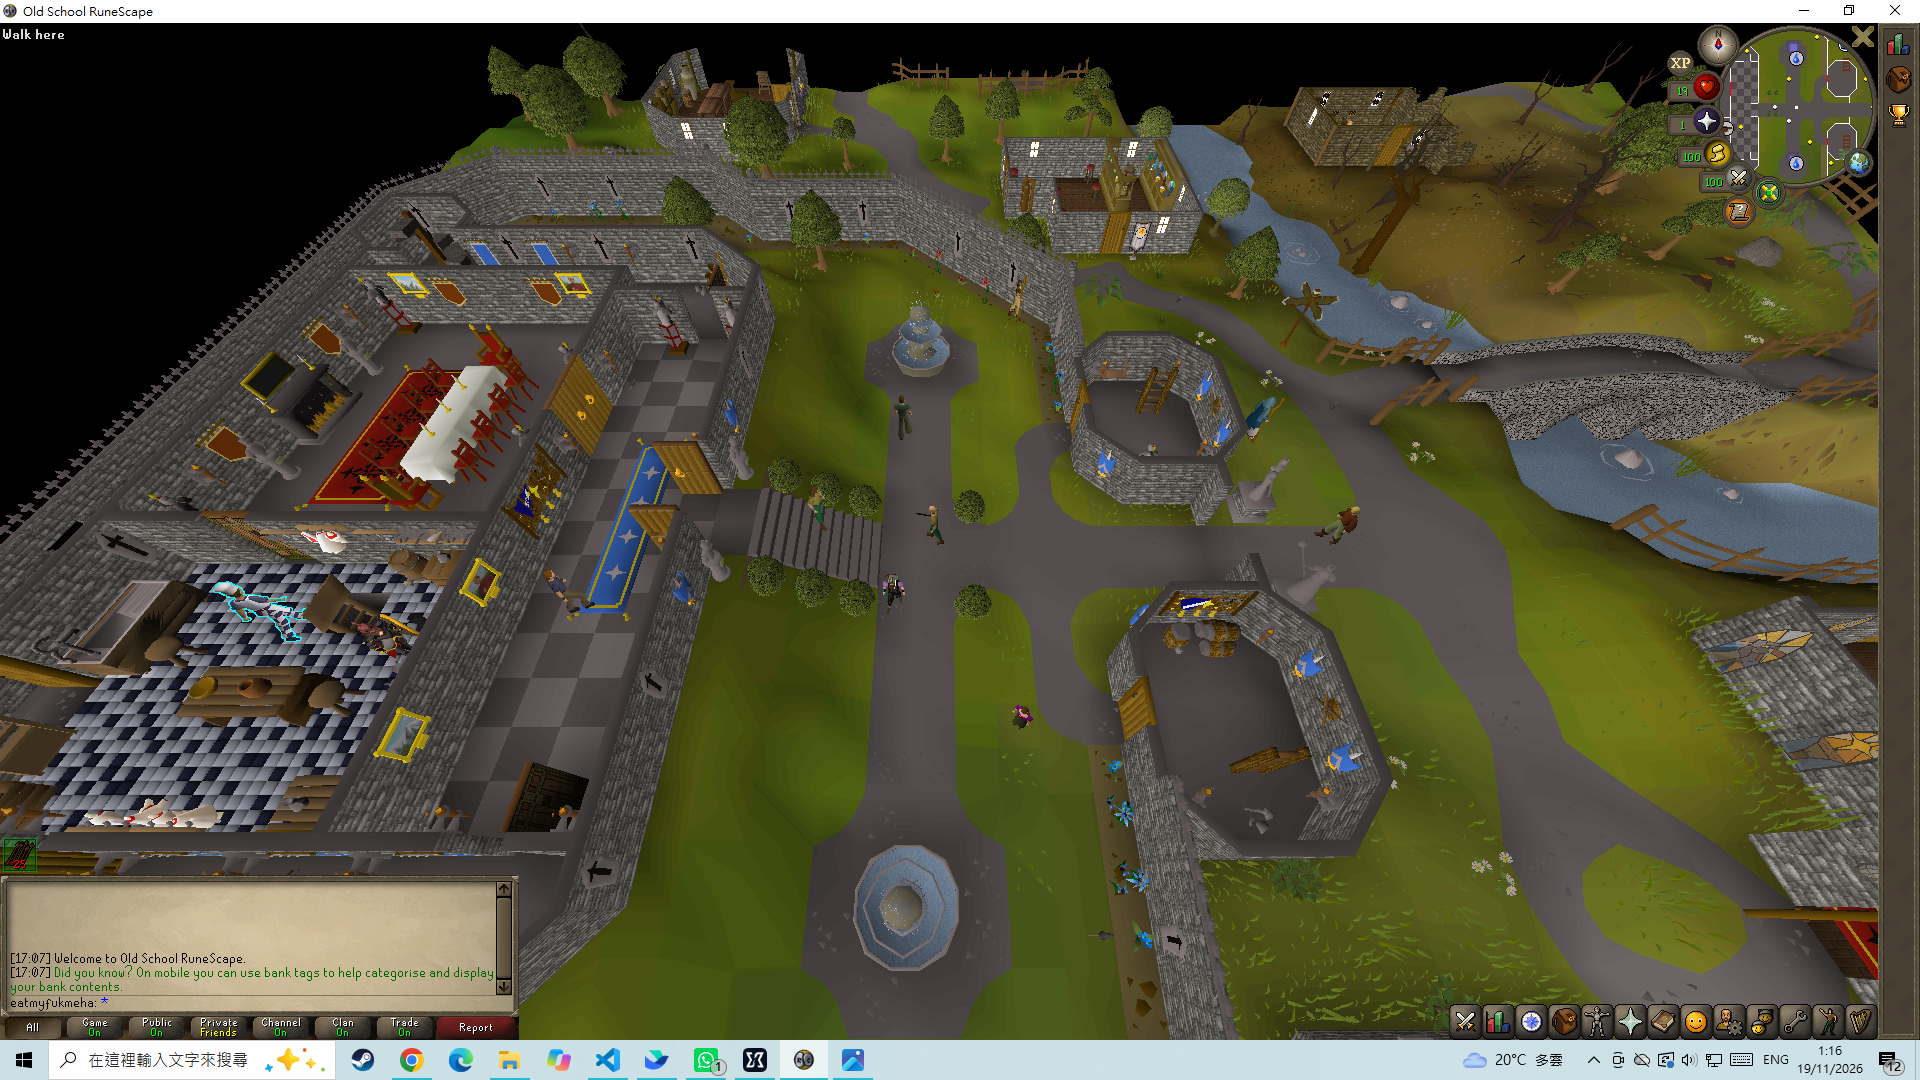 Old School RuneScape
Walk here
N
XP
19
1
100
100
25
[17:07] Welcome to Old School RuneScape.
[17:07] Did you know? On mobile you can use bank tags to help categorise and display
your bank contents.
eatmyfukmeha: *
All
Game
On
Public
On
Private
Friends
Channel
On
Clan
On
Trade
On
Report
在這裡輸入文字來搜尋
1
20°C 多雲
ENG
1:16
19/11/2026
12